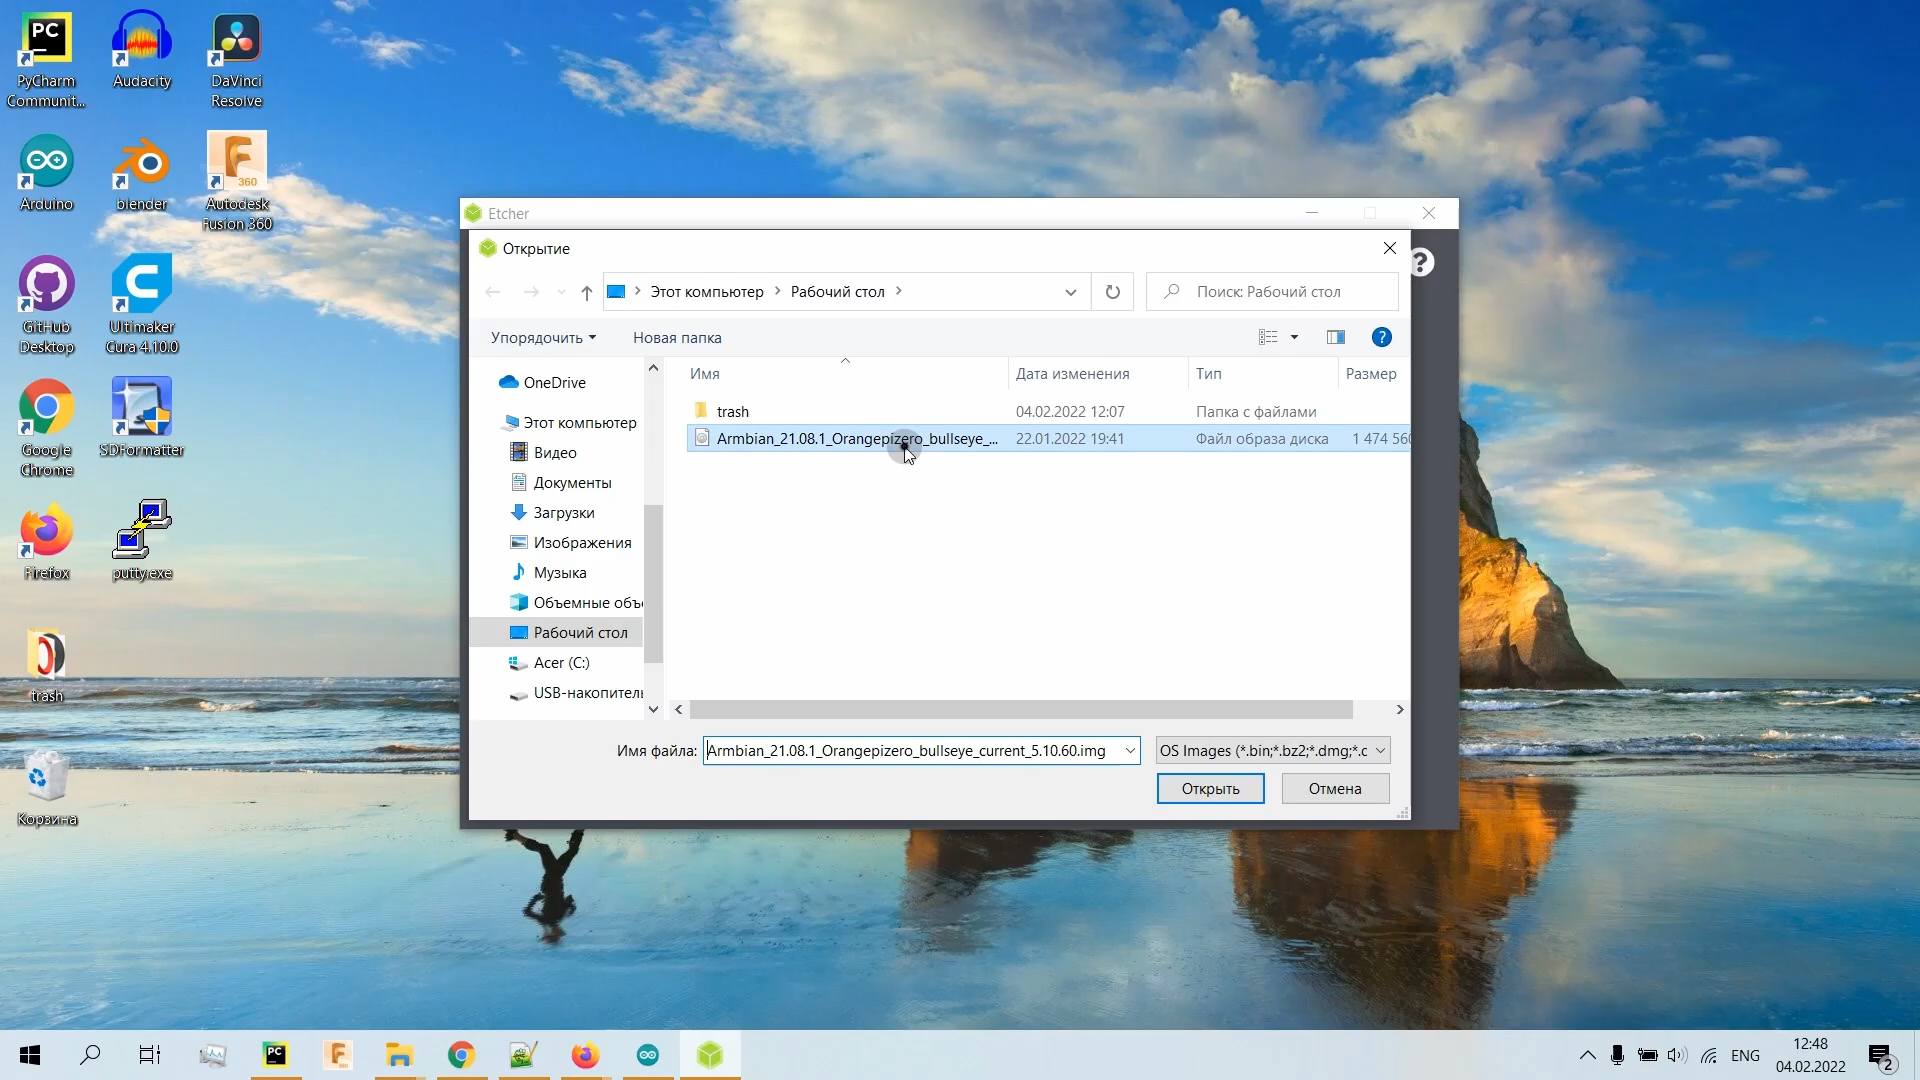 PyCharm
Communit...
Audacity
DaVinci
Resolve
Arduino
blender
Autodesk
Fusion 360
GitHub
Desktop
Ultimaker
Cura 4.10.0
Google
Chrome
SDFormatter
Firefox
putty.exe
trash
Корзина
Etcher
Открытие
Этот компьютер > Рабочий стол >
Поиск: Рабочий стол
Упорядочить
Новая папка
Имя
Дата изменения
Тип
Размер
trash
04.02.2022 12:07
Папка с файлами
Armbian_21.08.1_Orangepizero_bullseye_...
22.01.2022 19:41
Файл образа диска
1 474 560
OneDrive
Этот компьютер
Видео
Документы
Загрузки
Изображения
Музыка
Объемные объе
Рабочий стол
Acer (C:)
USB-накопитель
Имя файла:
Armbian_21.08.1_Orangepizero_bullseye_current_5.10.60.img
OS Images (*.bin;*.bz2;*.dmg;*.c
Открыть
Отмена
ENG
12:48
04.02.2022
2